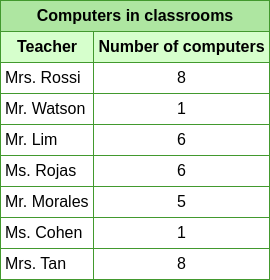 Computers in classrooms
Teacher Number of computers
Mrs. Rossi 8
Mr. Watson 1
Mr. Lim 6
Ms. Rojas 6
Mr. Morales 5
Ms. Cohen 1
Mrs. Tan 8